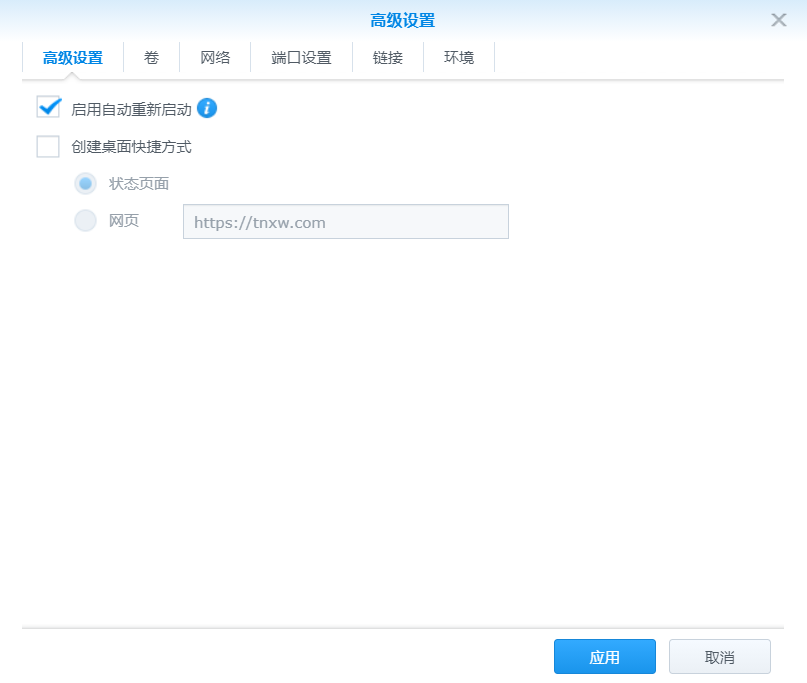 高级设置
高级设置 卷 网络 端口设置 链接 环境
启用自动重新启动
创建桌面快捷方式
状态页面
网页 https://tnxw.com
应用 取消